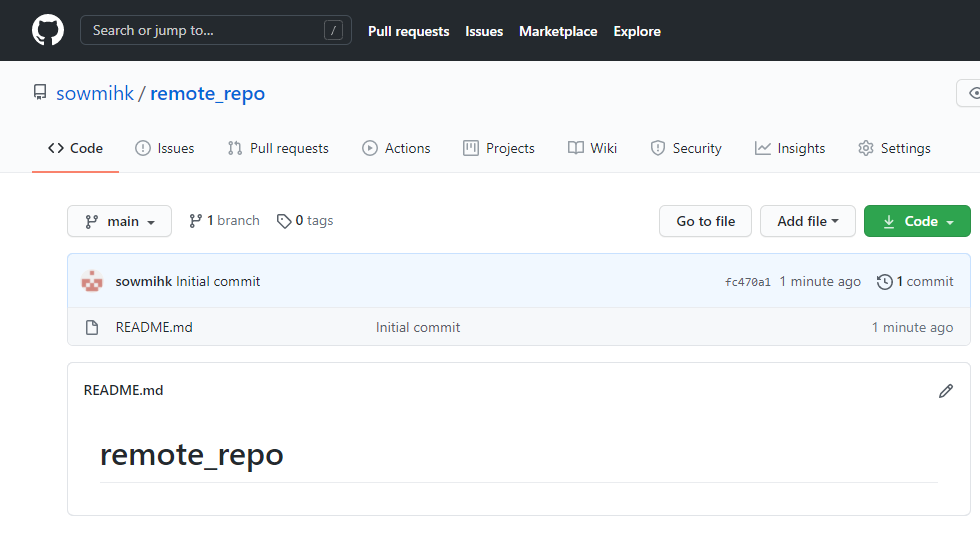 Search or jump to... / Pull requests Issues Marketplace Explore
sowmihk / remote_repo
Code Issues Pull requests Actions Projects Wiki Security Insights Settings
main 1 branch 0 tags Go to file Add file Code
sowmihk Initial commit fc470a1 1 minute ago 1 commit
README.md Initial commit 1 minute ago
README.md
remote_repo